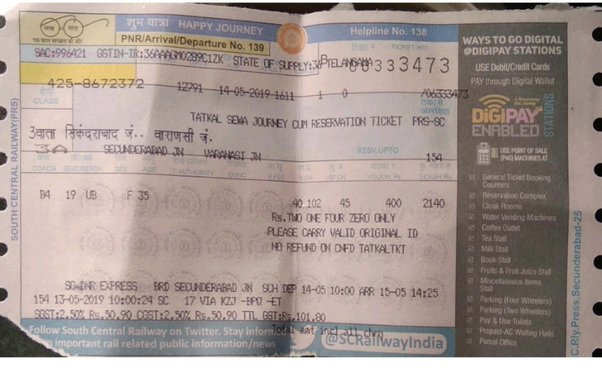 शुभ यात्रा HAPPY JOURNEY
PNR/Arrival/Departure No. 139
Helpline No. 138
SAC:996421 GSTIN-IR:36AAAGM0289C1ZK STATE OF SUPPLY:36 TELANGANA
TICKET NO.
P 00333473
425-8672372 12791 14-05-2019 1611 1 0 /06333473
CLASS
TATKAL SEWA JOURNEY CUM RESERVATION TICKET PRS-SC
3वाता सिकंदराबाद जं.. वाराणसी जं.
RESV.UPTO
3A SECUNDERABAD JN VARANASI JN 154
COACH
B4 19 UB F 35 40 102 45 400 2140
Rs.TWO ONE FOUR ZERO ONLY
PLEASE CARRY VALID ORIGINAL ID
NO REFUND ON CNFD TATKALTKT
SC-DNR EXPRESS BRD SECUNDERABAD JN SCH DEP 14-05 10:00 ARR 15-05 14:25
154 13-05-2019 10:00:24 SC 17 VIA KZJ -BPQ -ET
SGST:2.50% Rs.50.90 CGST:2.50% Rs.50.90 TTL GST:Rs.101.80
Total amt incl all chrg
Follow South Central Railway on Twitter. Stay
important rail related public information/news
@SCRailwayIndia
SOUTH CENTRAL RAILWAY(PRS)
WAYS TO GO DIGITAL
@DIGIPAY STATIONS
USE Debit/Credit Cards
PAY through Digital Wallet
DiGiPAY
ENABLED
STATIONS
USE POINT OF SALE
(PoS) MACHINES AT
General Ticket Booking
Counters
Reservation Complex
Cloak Rooms
Water Vending Machines
Coffee Outlet
Tea Stall
Milk Stall
Book Stall
Fruits & Fruit Juice Stall
Miscellaneous Items
Stall
Parking (Four Wheelers)
Parking (Two Wheelers)
Pay & Use Toilets
Prepaid-AC Waiting Halls
Parcel Office
C.Rly.Press.Secunderabad-25